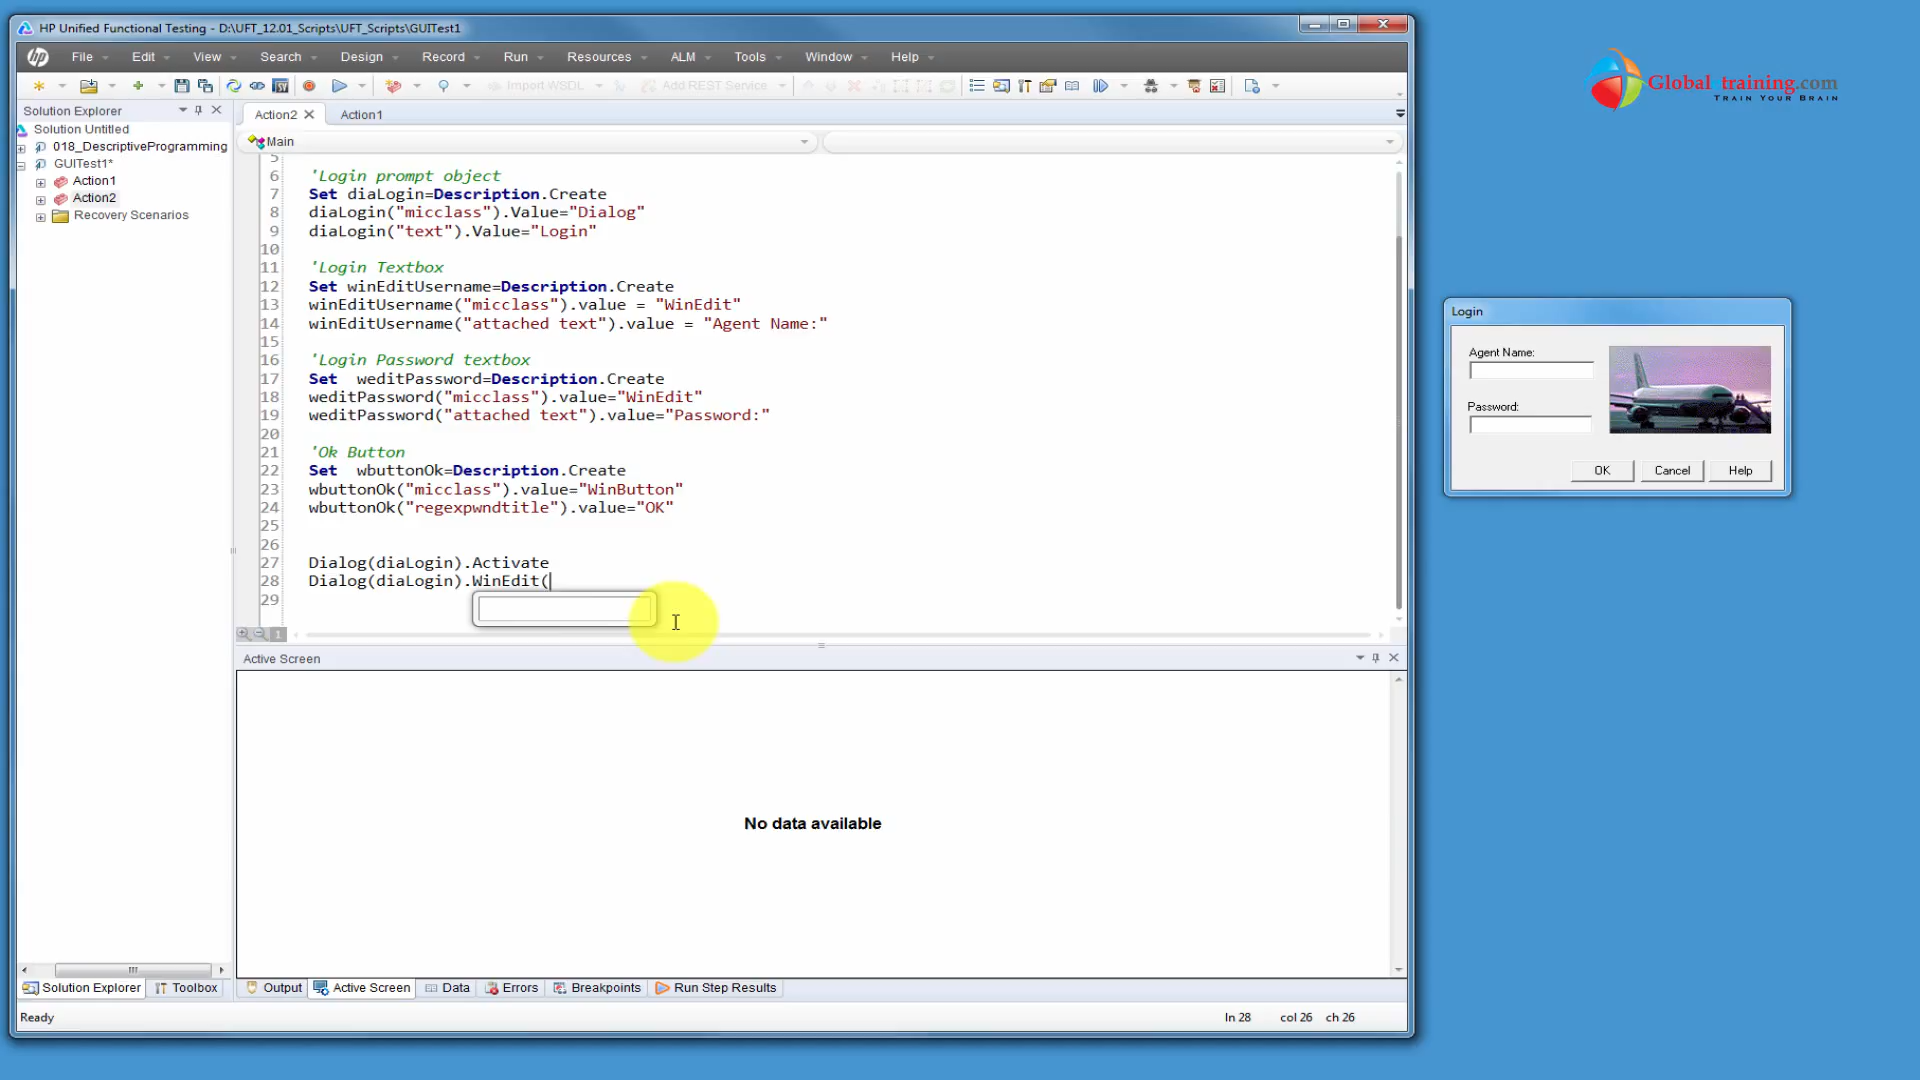 HP Unified Functional Testing - D:\UFT_12.01_Scripts\UFT_Scripts\GUITest1
File Edit View Search Design Record Run Resources ALM Tools Window Help
Import WSDL Add REST Service
Solution Explorer
Solution Untitled
018_DescriptiveProgramming
GUITest1*
Action1
Action2
Recovery Scenarios
Action2 Action1
Main
5
6 'Login prompt object
7 Set diaLogin=Description.Create
8 diaLogin("micclass").Value="Dialog"
9 diaLogin("text").Value="Login"
10
11 'Login Textbox
12 Set winEditUsername=Description.Create
13 winEditUsername("micclass").value = "WinEdit"
14 winEditUsername("attached text").value = "Agent Name:"
15
16 'Login Password textbox
17 Set  weditPassword=Description.Create
18 weditPassword("micclass").value="WinEdit"
19 weditPassword("attached text").value="Password:"
20
21 'Ok Button
22 Set  wbuttonOk=Description.Create
23 wbuttonOk("micclass").value="WinButton"
24 wbuttonOk("regexpwndtitle").value="OK"
25
26
27 Dialog(diaLogin).Activate
28 Dialog(diaLogin).WinEdit(
29
1
Active Screen
No data available
Solution Explorer Toolbox
Output Active Screen Data Errors Breakpoints Run Step Results
Ready
ln 28 col 26 ch 26
Login
Agent Name:
Password:
OK Cancel Help
Global training.com
TRAIN YOUR BRAIN